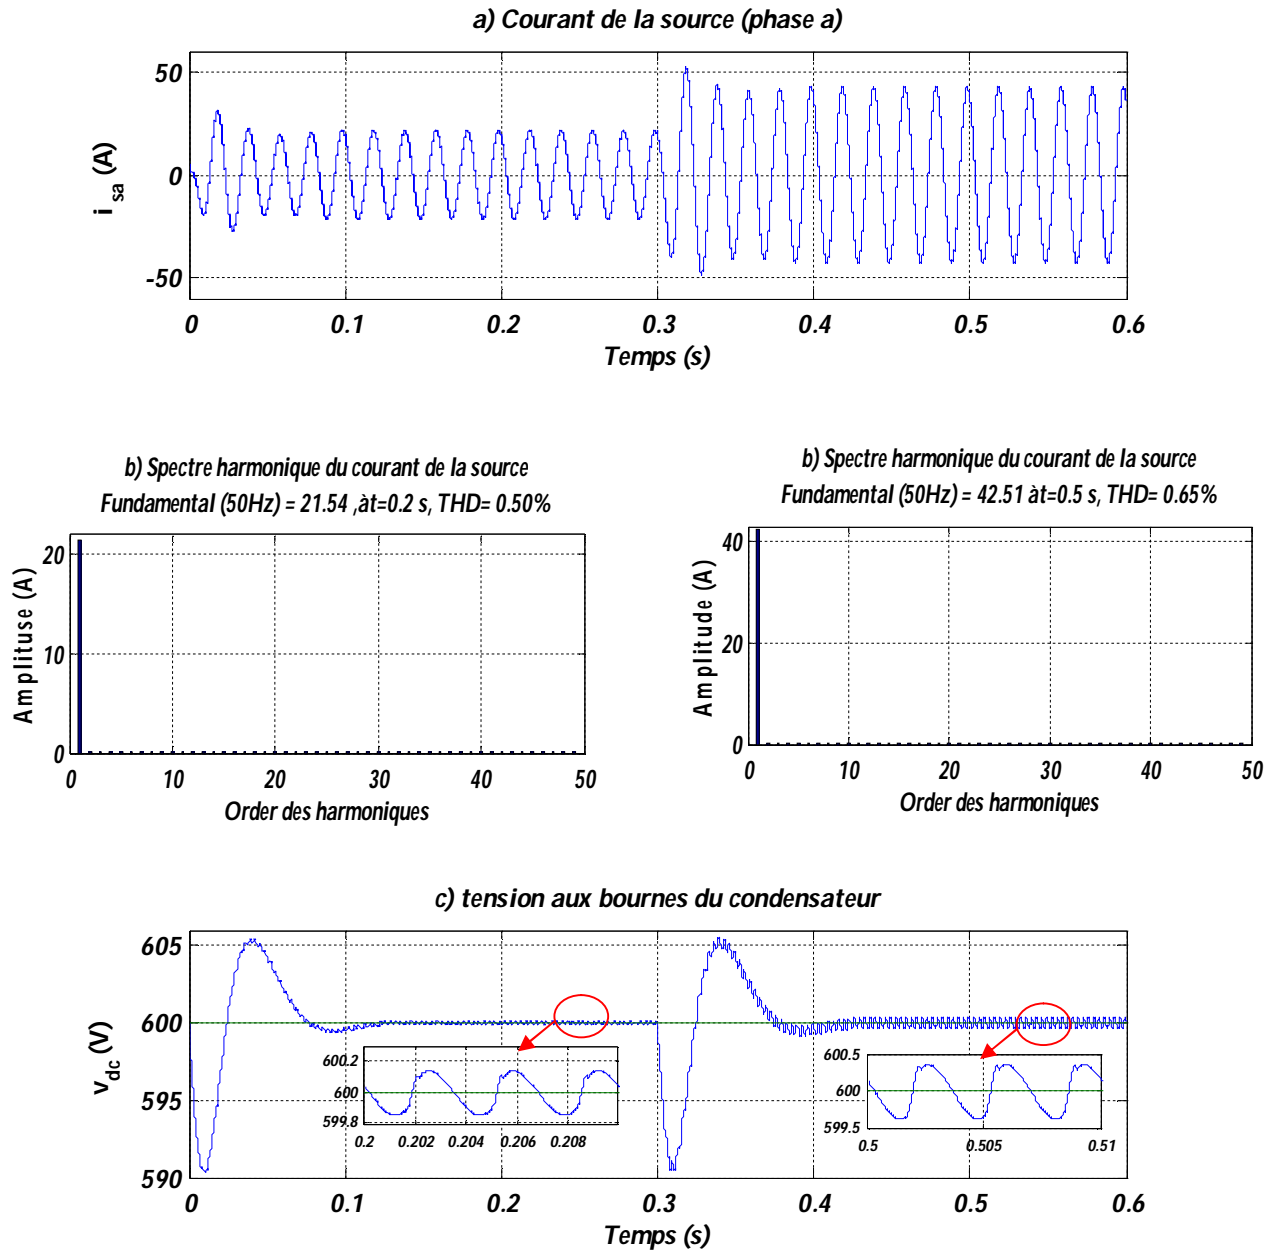 a) Courant de la source (phase a)
50
0
-50
i sa (A)
0 0.1 0.2 0.3 0.4 0.5 0.6
Temps (s)
b) Spectre harmonique du courant de la source
Fundamental (50Hz) = 21.54 ,àt=0.2 s, THD= 0.50%
20
10
0
Amplituse (A)
0 10 20 30 40 50
Order des harmoniques
b) Spectre harmonique du courant de la source
Fundamental (50Hz) = 42.51 àt=0.5 s, THD= 0.65%
40
20
0
Amplitude (A)
0 10 20 30 40 50
Order des harmoniques
c) tension aux bournes du condensateur
605
600
595
590
v dc (V)
600.2
600
599.8
0.2 0.202 0.204 0.206 0.208
600.5
600
599.5
0.5 0.505 0.51
0 0.1 0.2 0.3 0.4 0.5 0.6
Temps (s)